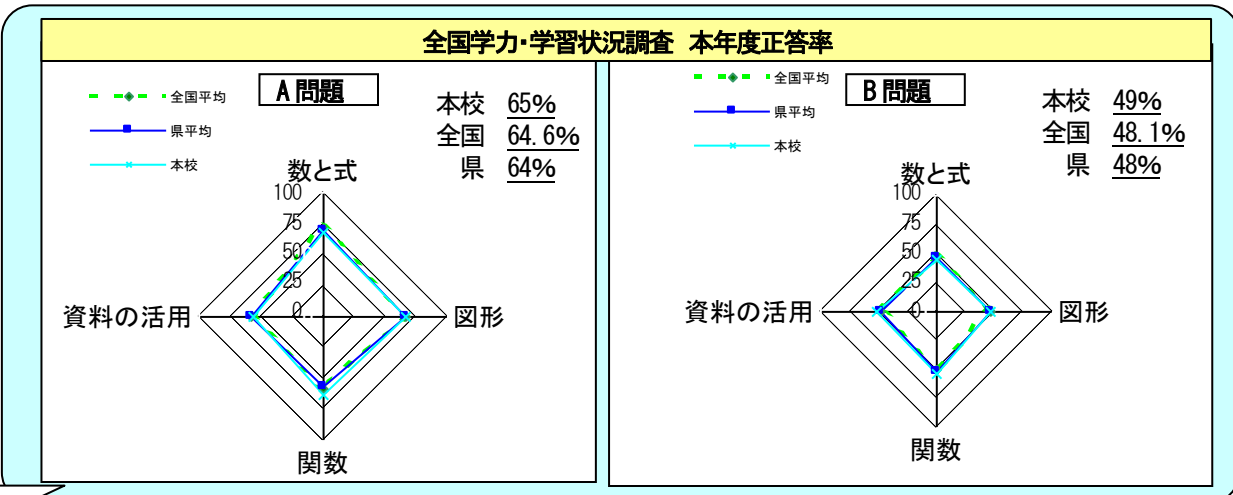 全国学力・学習状況調査 本年度正答率
A問題
全国平均
県平均
本校
本校 65%
全国 64.6%
県 64%
数と式
100
75
50
25
0
資料の活用
図形
関数
B問題
全国平均
県平均
本校
本校 49%
全国 48.1%
県 48%
数と式
100
75
50
25
0
資料の活用
図形
関数